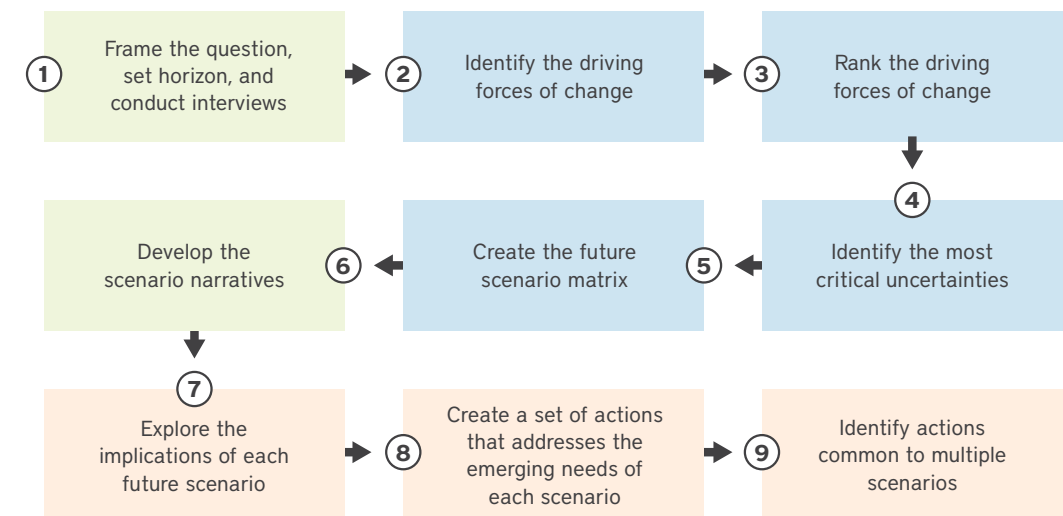 1
Frame the question,
set horizon, and
conduct interviews
2
Identify the driving
forces of change
3
Rank the driving
forces of change
4
Identify the most
critical uncertainties
5
Create the future
scenario matrix
6
Develop the
scenario narratives
7
Explore the
implications of each
future scenario
8
Create a set of actions
that addresses the
emerging needs of
each scenario
9
Identify actions
common to multiple
scenarios